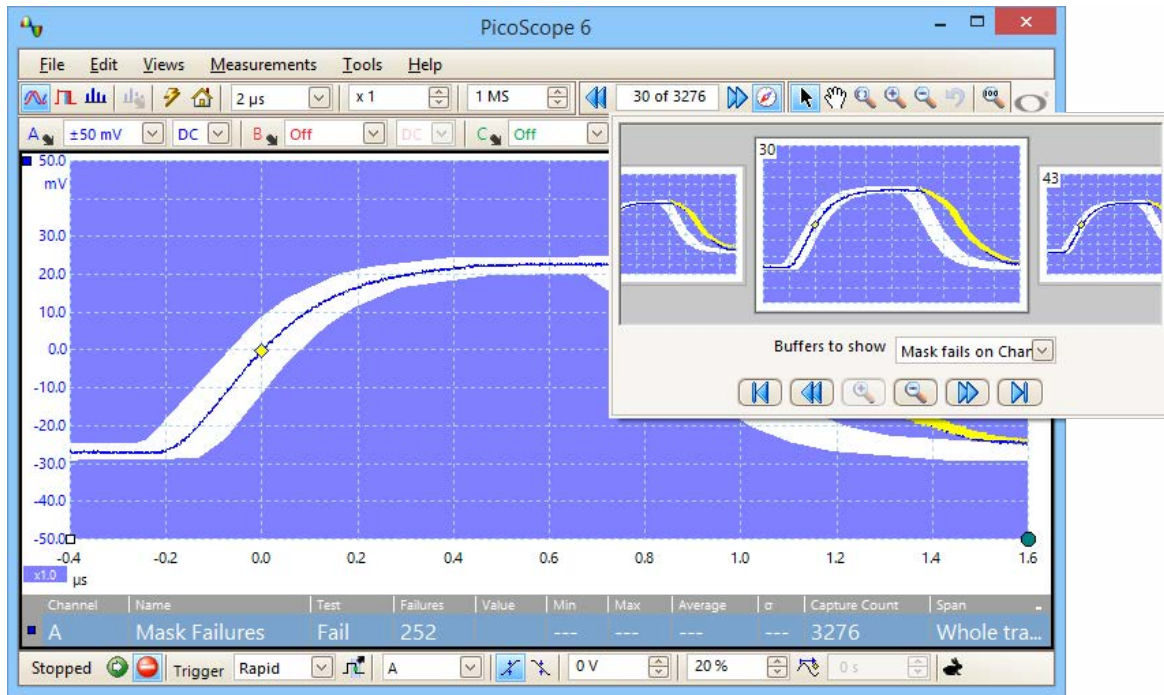 PicoScope 6
File Edit Views Measurements Tools Help
2 µs x 1 1 MS 30 of 3276
A ±50 mV DC B Off DC C Off
50.0
mV
30.0
20.0
10.0
0.0
-10.0
-20.0
-30.0
-40.0
-50.0
-0.4 -0.2 0.0 0.2 0.4 0.6 0.8 1.0 1.2 1.4 1.6
x1.0 µs
30
43
Buffers to show Mask fails on Chan
Channel Name Test Failures Value Min Max Average σ Capture Count Span
A Mask Failures Fail 252 --- --- --- --- 3276 Whole tra...
Stopped Trigger Rapid A 0 V 20 % 0 s